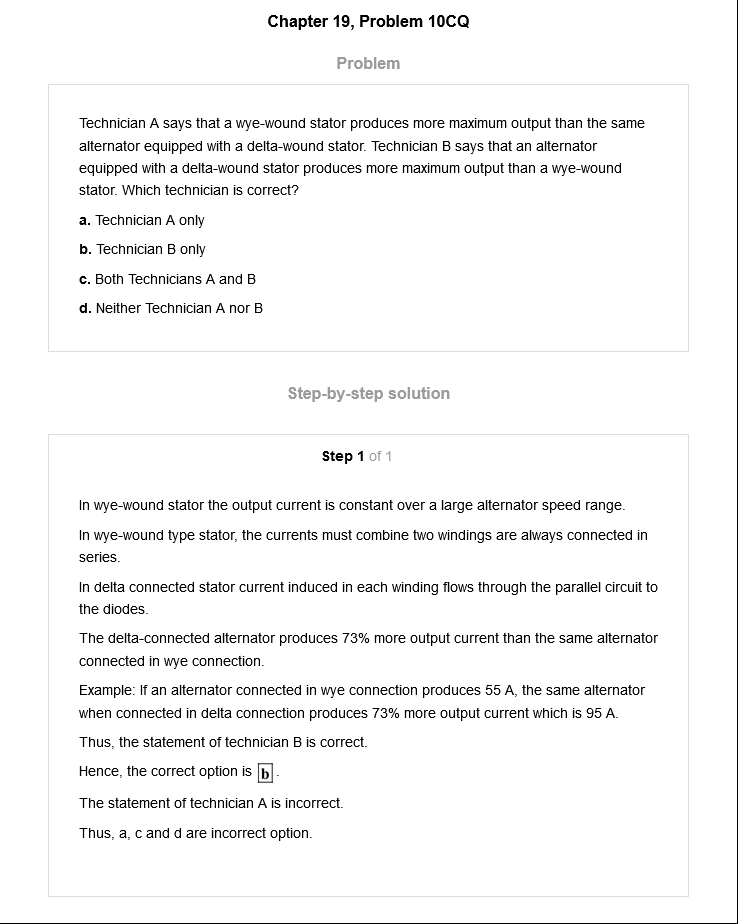 Chapter 19, Problem 10CQ
Problem
Technician A says that a wye-wound stator produces more maximum output than the same
alternator equipped with a delta-wound stator. Technician B says that an alternator
equipped with a delta-wound stator produces more maximum output than a wye-wound
stator. Which technician is correct?
a. Technician A only
b. Technician B only
c. Both Technicians A and B
d. Neither Technician A nor B
Step-by-step solution
Step 1 of 1
In wye-wound stator the output current is constant over a large alternator speed range.
In wye-wound type stator, the currents must combine two windings are always connected in
series.
In delta connected stator current induced in each winding flows through the parallel circuit to
the diodes.
The delta-connected alternator produces 73% more output current than the same alternator
connected in wye connection.
Example: If an alternator connected in wye connection produces 55 A, the same alternator
when connected in delta connection produces 73% more output current which is 95 A.
Thus, the statement of technician B is correct.
Hence, the correct option is b .
The statement of technician A is incorrect.
Thus, a, c and d are incorrect option.